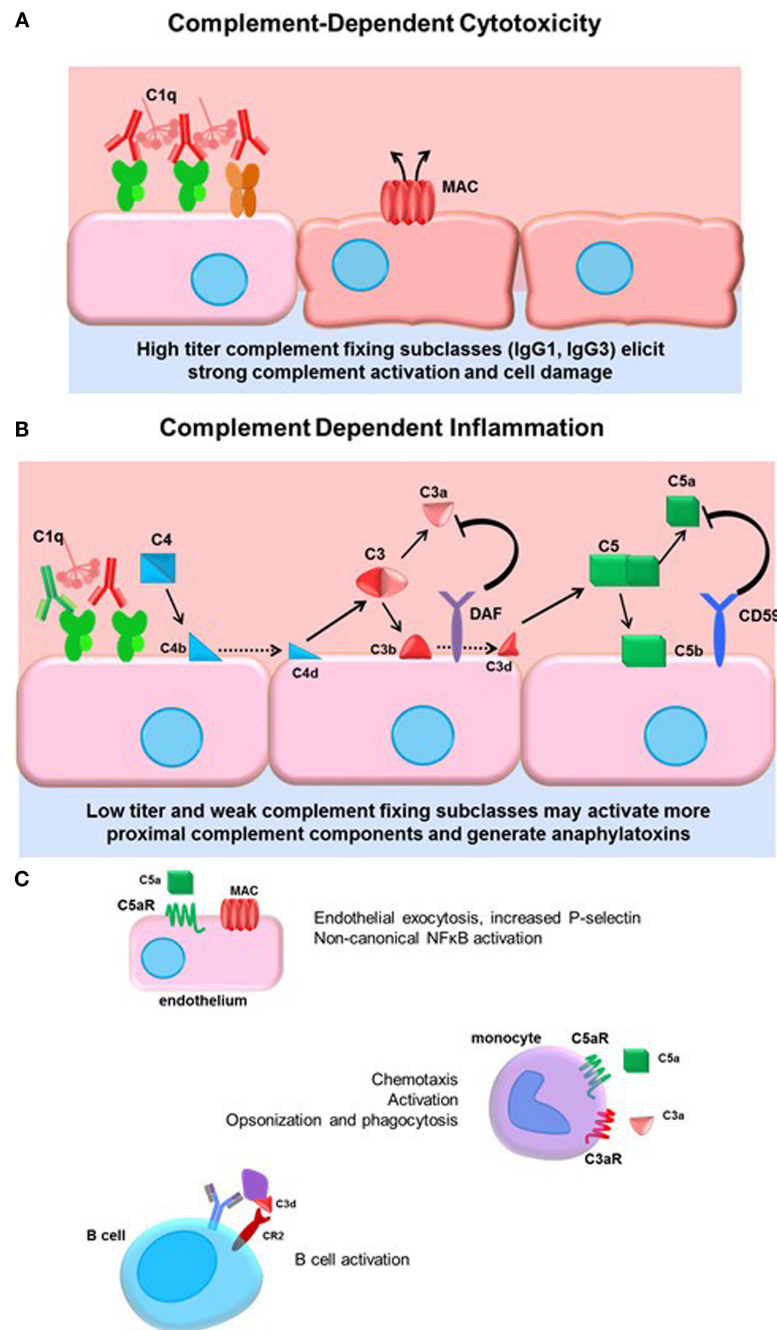 A
Complement-Dependent Cytotoxicity
C1q
MAC
High titer complement fixing subclasses (IgG1, IgG3) elicit
strong complement activation and cell damage
B
Complement Dependent Inflammation
C1q
C4
C4b
C4d
C3
C3a
C3b
DAF
C3d
C5
C5a
C5b
CD59
Low titer and weak complement fixing subclasses may activate more
proximal complement components and generate anaphylatoxins
C
C5a
C5aR
MAC
endothelium
Endothelial exocytosis, increased P-selectin
Non-canonical NFκB activation
monocyte
C5aR
C5a
C3a
C3aR
Chemotaxis
Activation
Opsonization and phagocytosis
C3d
CR2
B cell
B cell activation